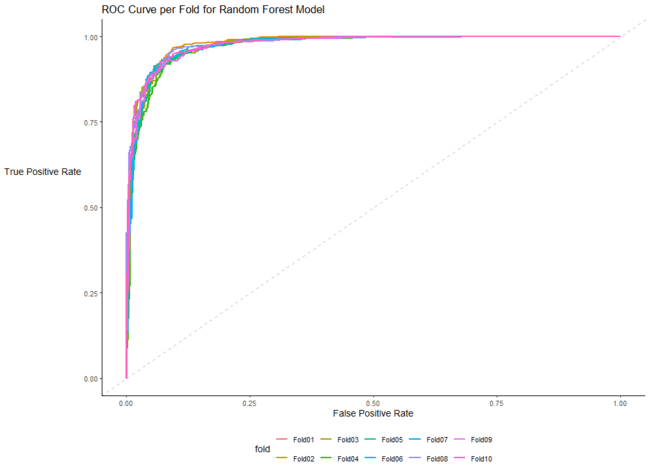 ROC Curve per Fold for Random Forest Model
1.00
0.75
True Positive Rate
0.50
0.25
0.00
0.00 0.25 0.50 0.75 1.00
False Positive Rate
fold
Fold01 Fold03 Fold05 Fold07 Fold09
Fold02 Fold04 Fold06 Fold08 Fold10